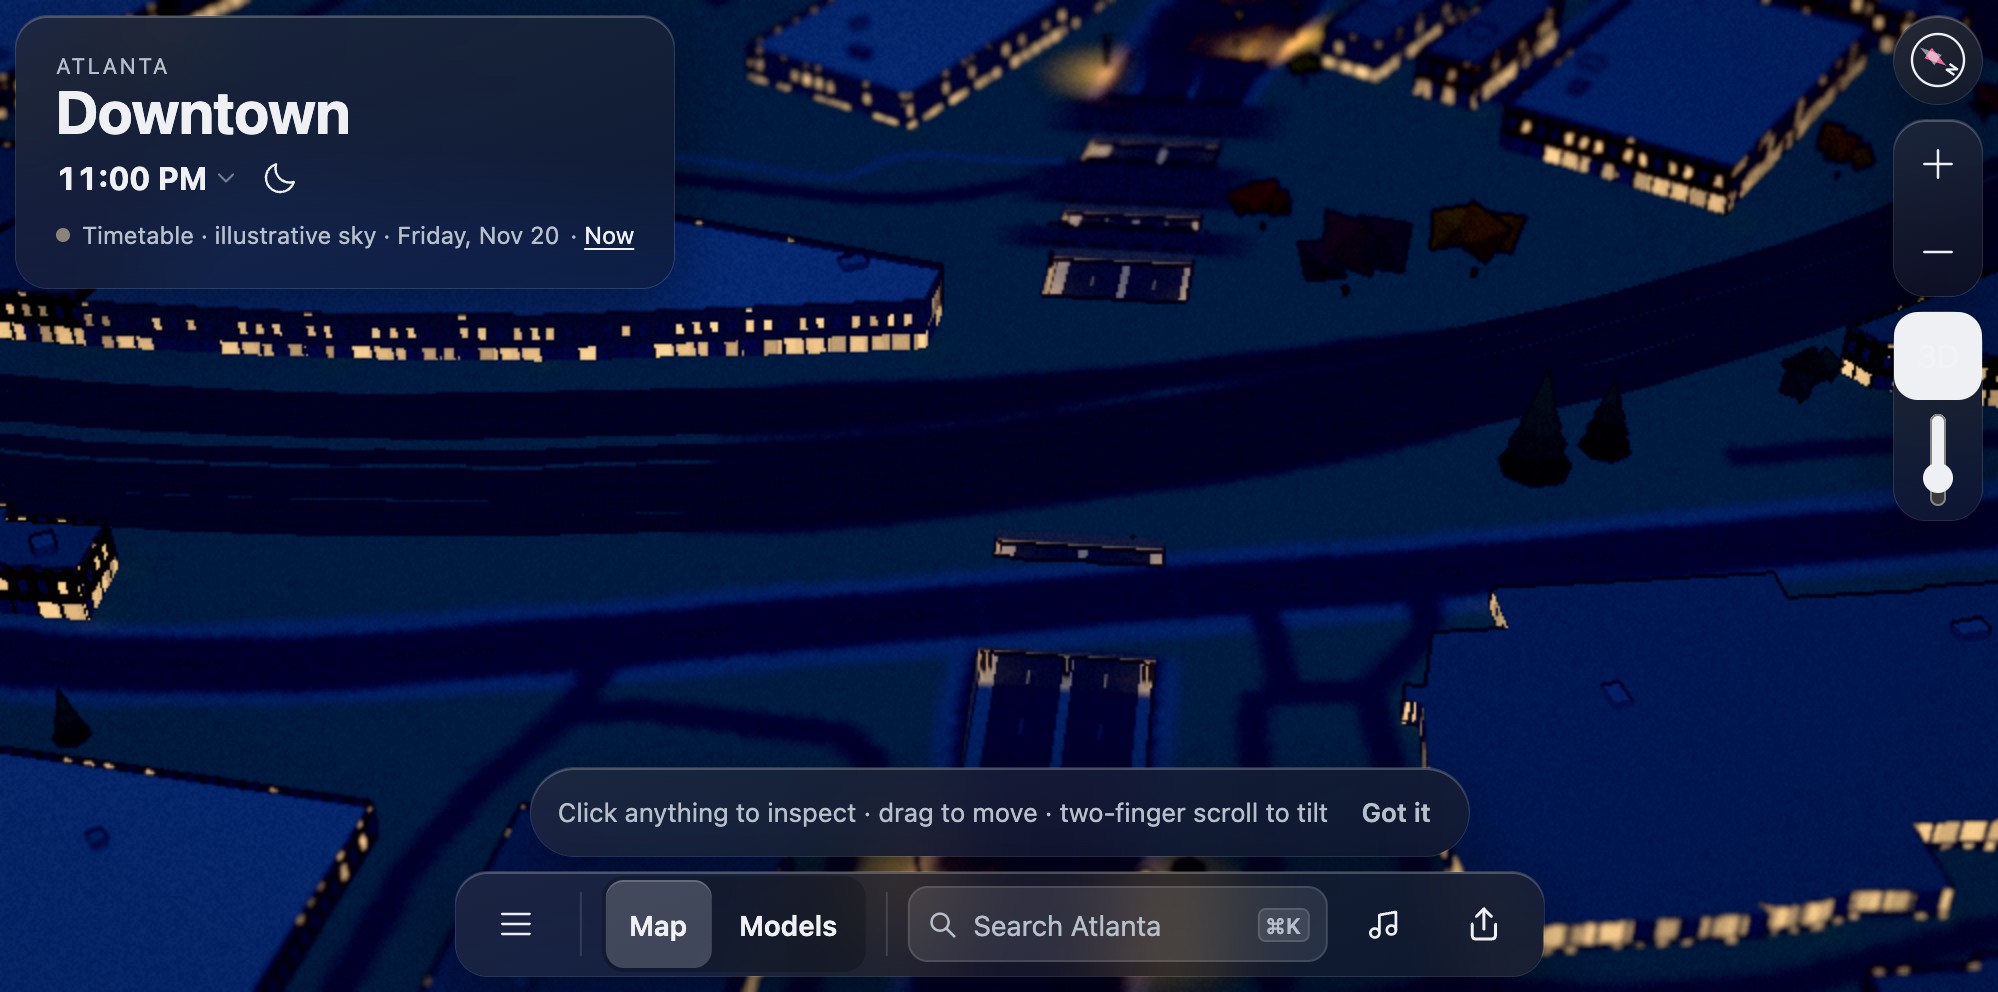 ATLANTA
Downtown
11:00 PM
Timetable · illustrative sky · Friday, Nov 20 · Now
N
3D
Click anything to inspect · drag to move · two-finger scroll to tilt Got it
Map Models Search Atlanta ⌘K